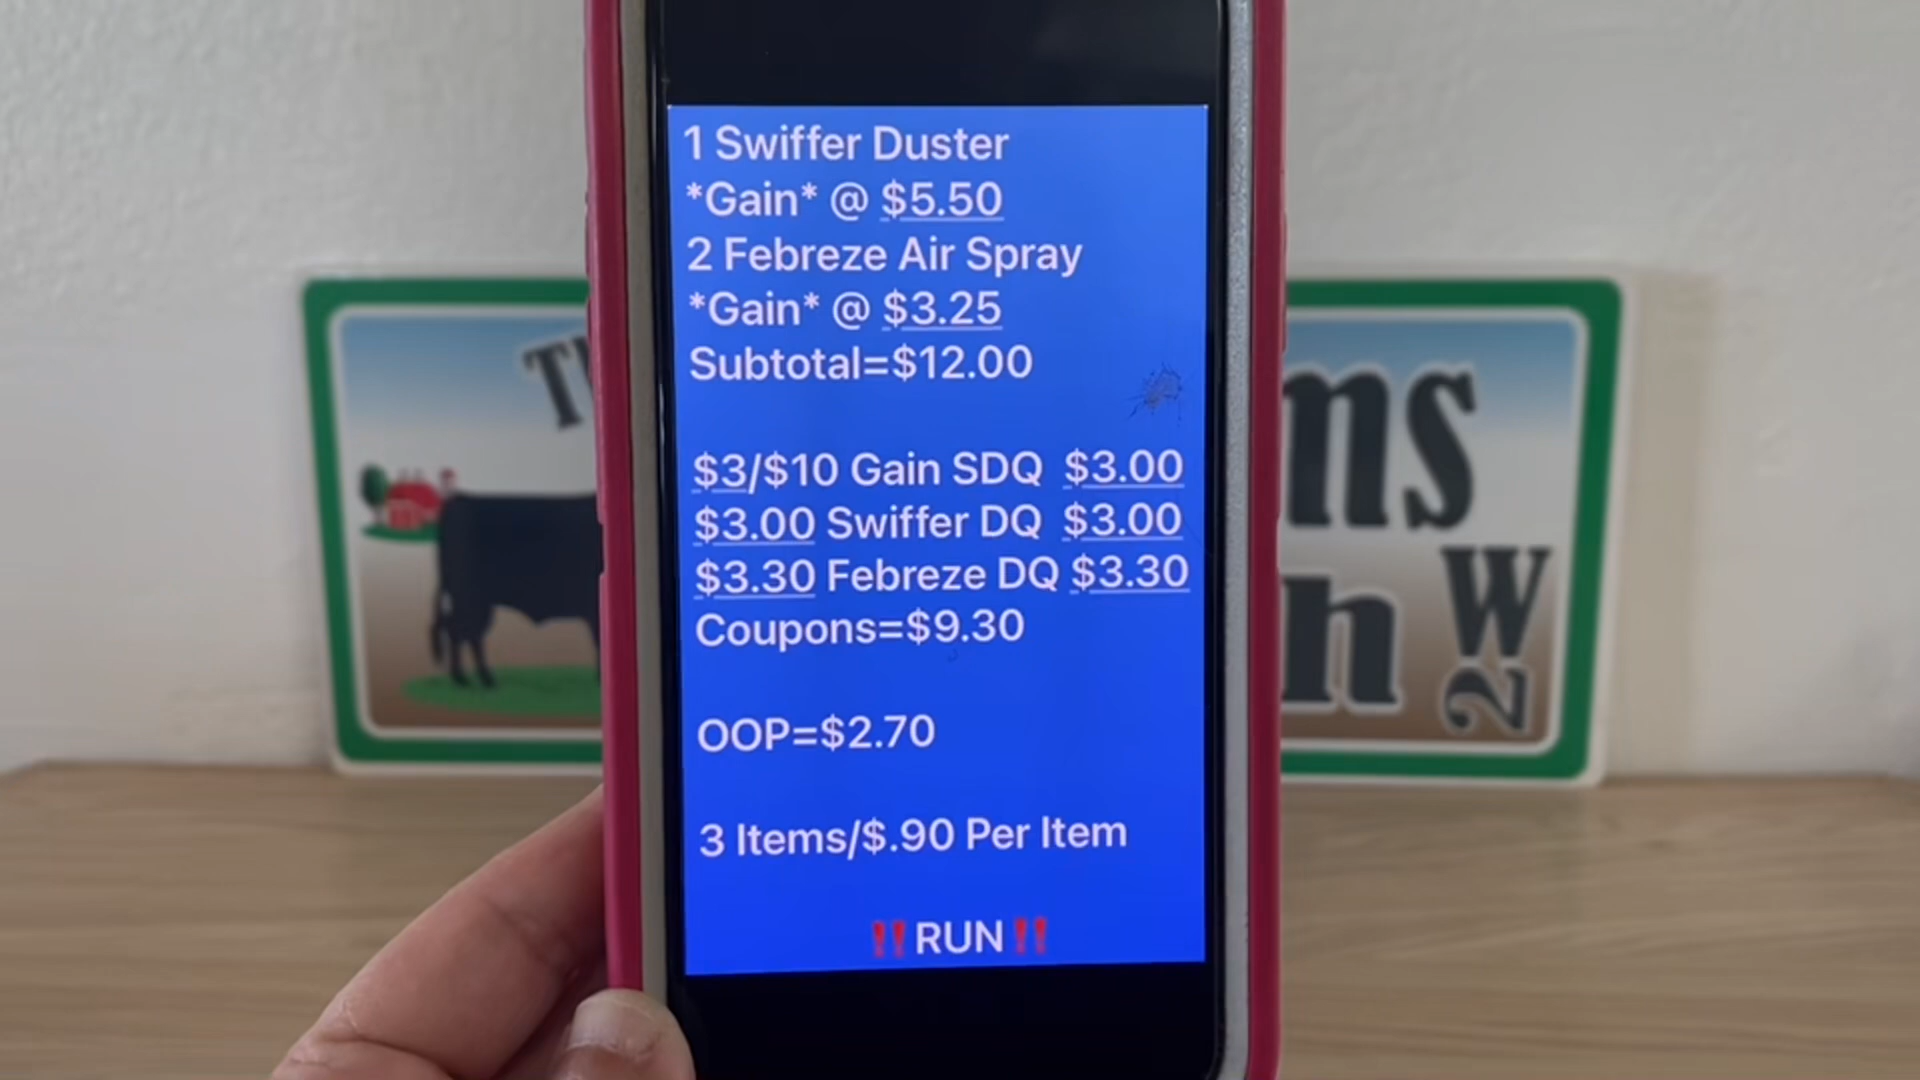 1 Swiffer Duster
*Gain* @ $5.50
2 Febreze Air Spray
*Gain* @ $3.25
Subtotal=$12.00
$3/$10 Gain SDQ $3.00
$3.00 Swiffer DQ $3.00
$3.30 Febreze DQ $3.30
Coupons=$9.30
OOP=$2.70
3 Items/$.90 Per Item
‼️RUN‼️